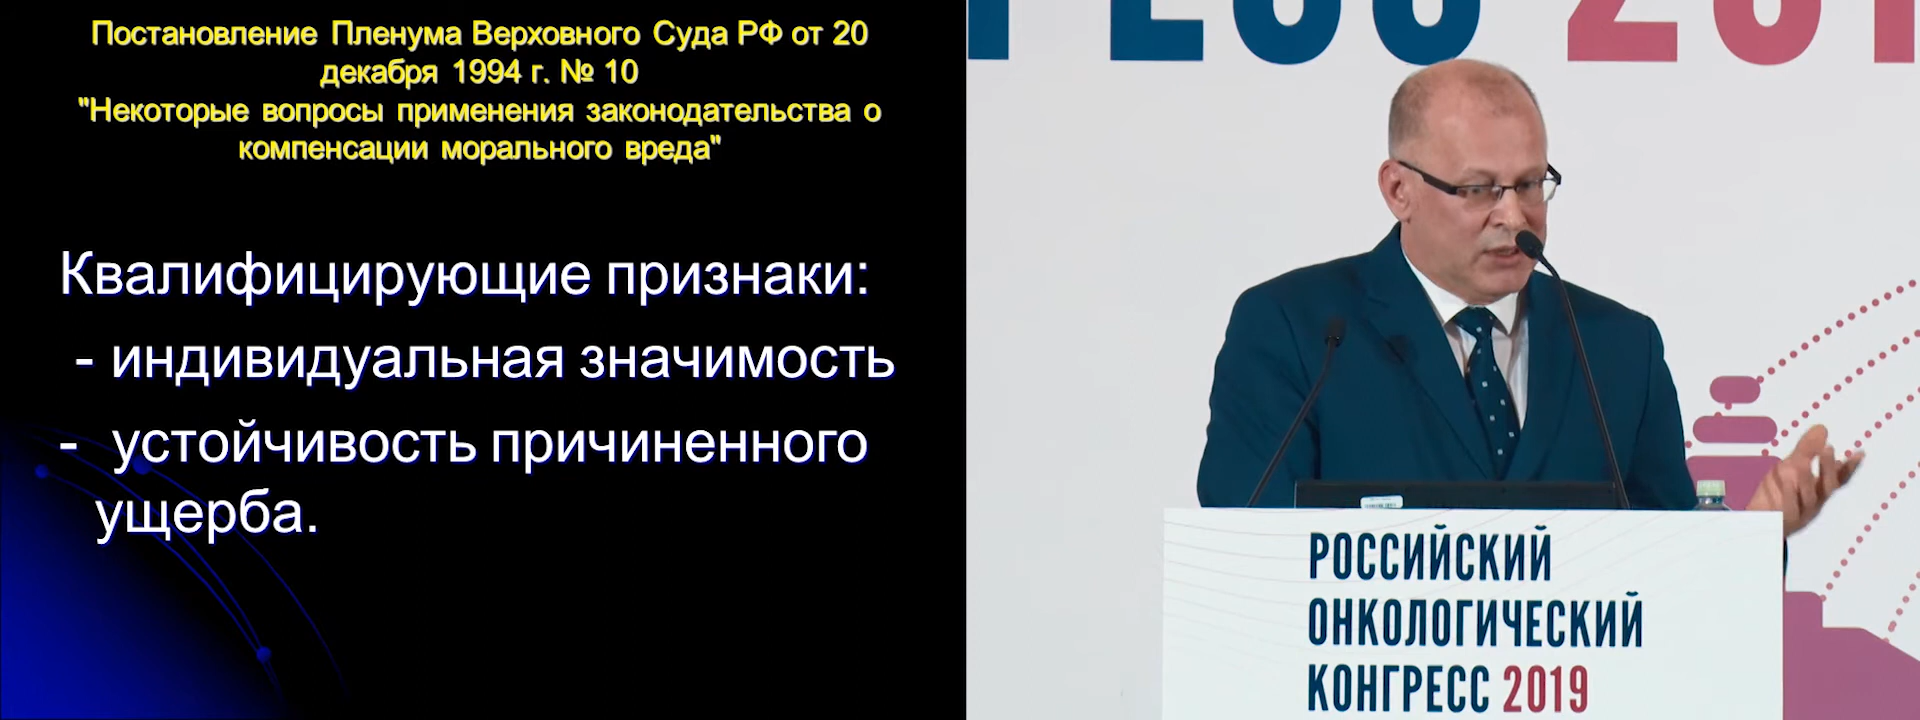 Постановление Пленума Верховного Суда РФ от 20
декабря 1994 г. № 10
"Некоторые вопросы применения законодательства о
компенсации морального вреда"
Квалифицирующие признаки:
- индивидуальная значимость
- устойчивость причиненного
ущерба.
РОССИЙСКИЙ
ОНКОЛОГИЧЕСКИЙ
КОНГРЕСС 2019